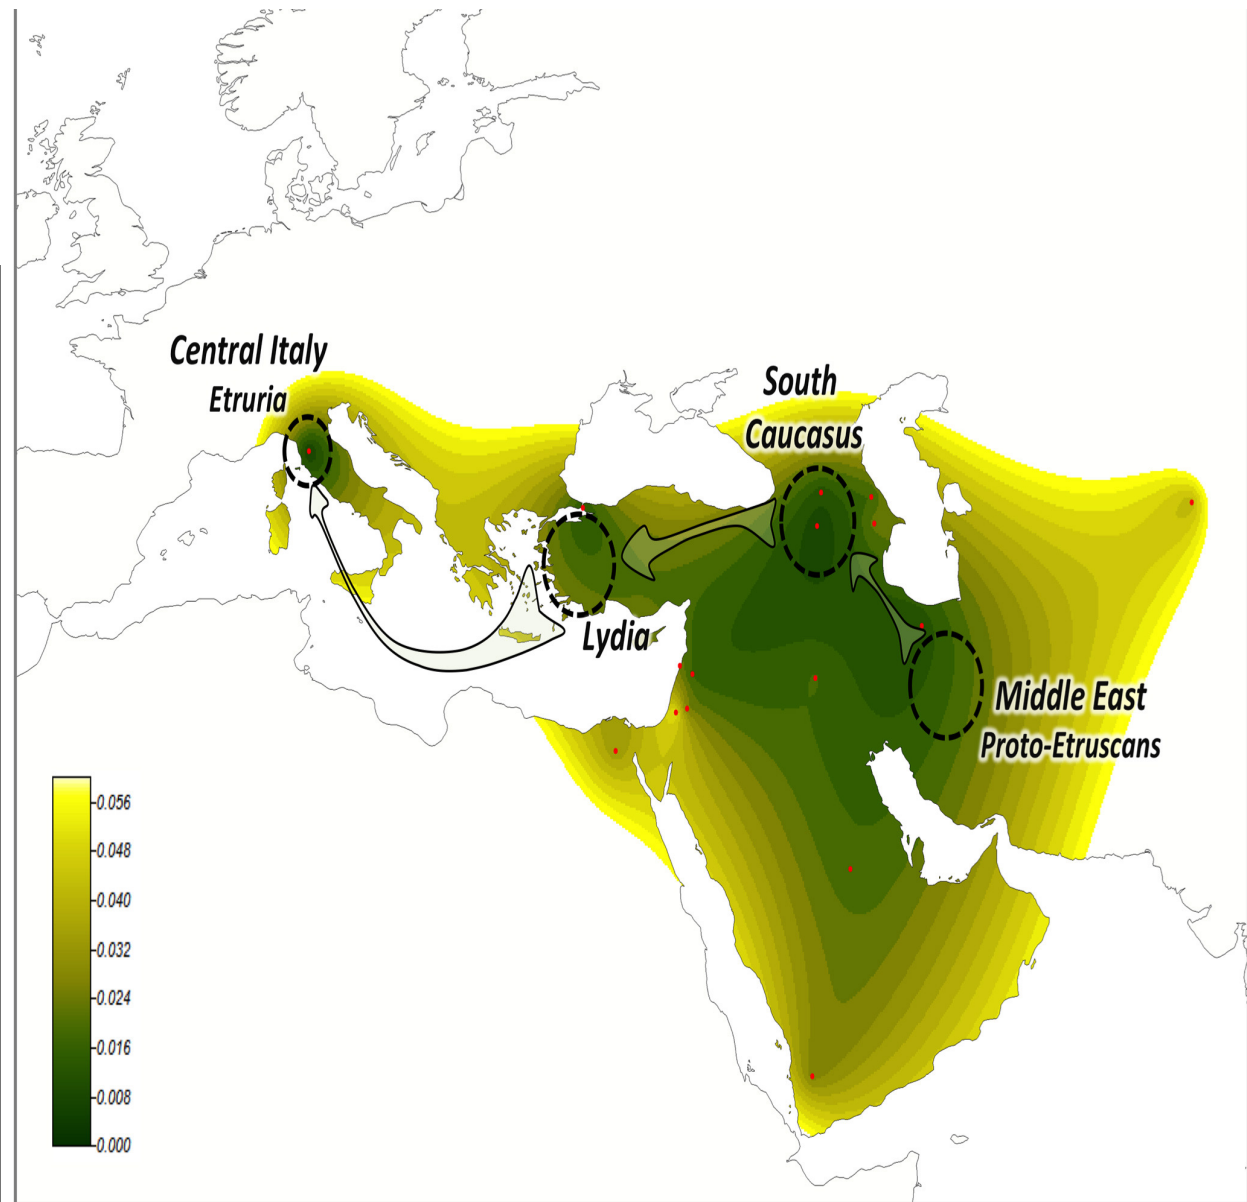 Central Italy
Etruria
South
Caucasus
Lydia
Middle East
Proto-Etruscans
0.056
0.048
0.040
0.032
0.024
0.016
0.008
0.000